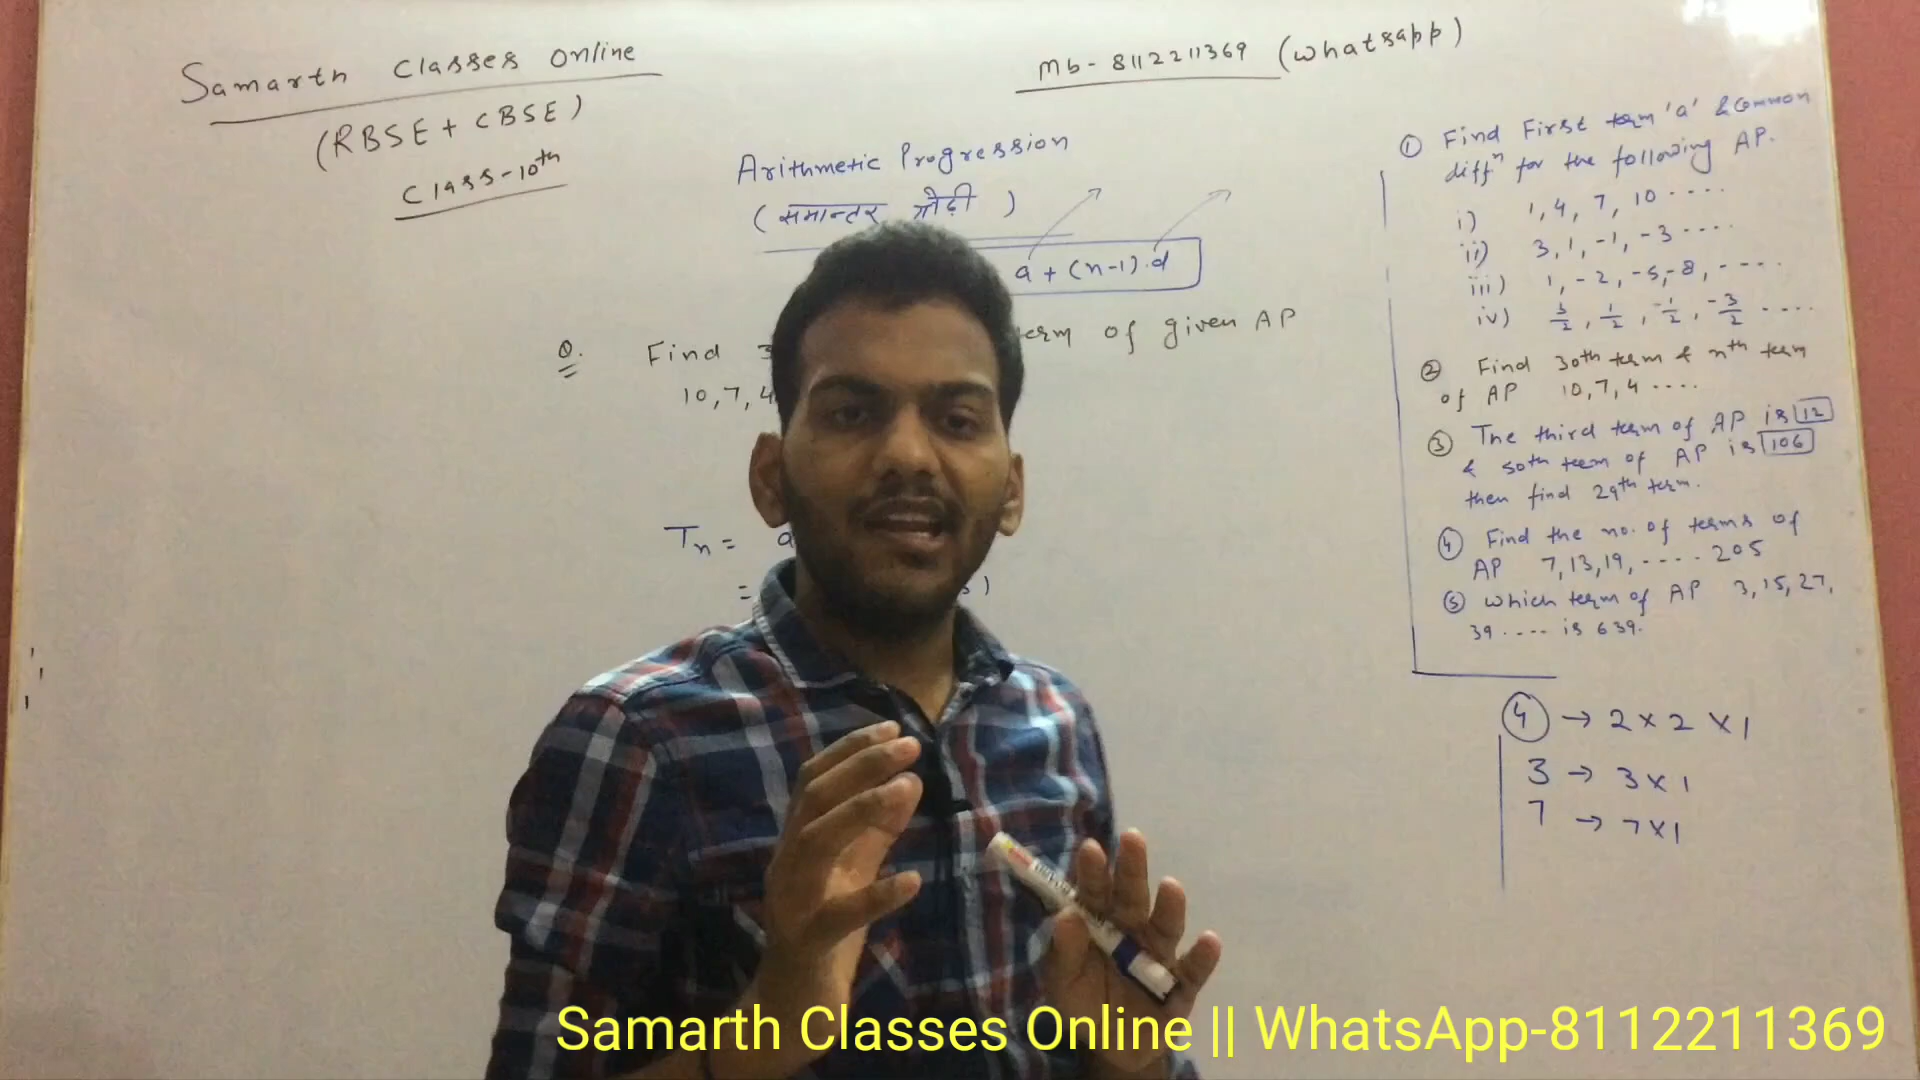 Samarth Classes Online
(RBSE + CBSE)
Class-10th
Mb- 8112211369 (whatsapp)
Arithmetic Progression
(समान्तर श्रेढ़ी)
a + (n-1).d
Q. Find 3 term of given AP
10, 7, 4
Tn = a
= )
① Find First term 'a' & Common
diffn for the following AP.
i) 1, 4, 7, 10 ....
ii) 3, 1, -1, -3 ....
iii) 1, -2, -5, -8, ----
iv) 3/2, 1/2, -1/2, -3/2 ....
② Find 30th term & nth term
of AP 10, 7, 4 ....
③ The third term of AP is 12
& 50th term of AP is 106
then find 29th term.
④ Find the no. of terms of
AP 7, 13, 19, ---- 205
⑤ which term of AP 3, 15, 27,
39 .... is 639.
④ → 2 × 2 × 1
3 → 3 × 1
7 → 7 × 1
Samarth Classes Online || WhatsApp-8112211369